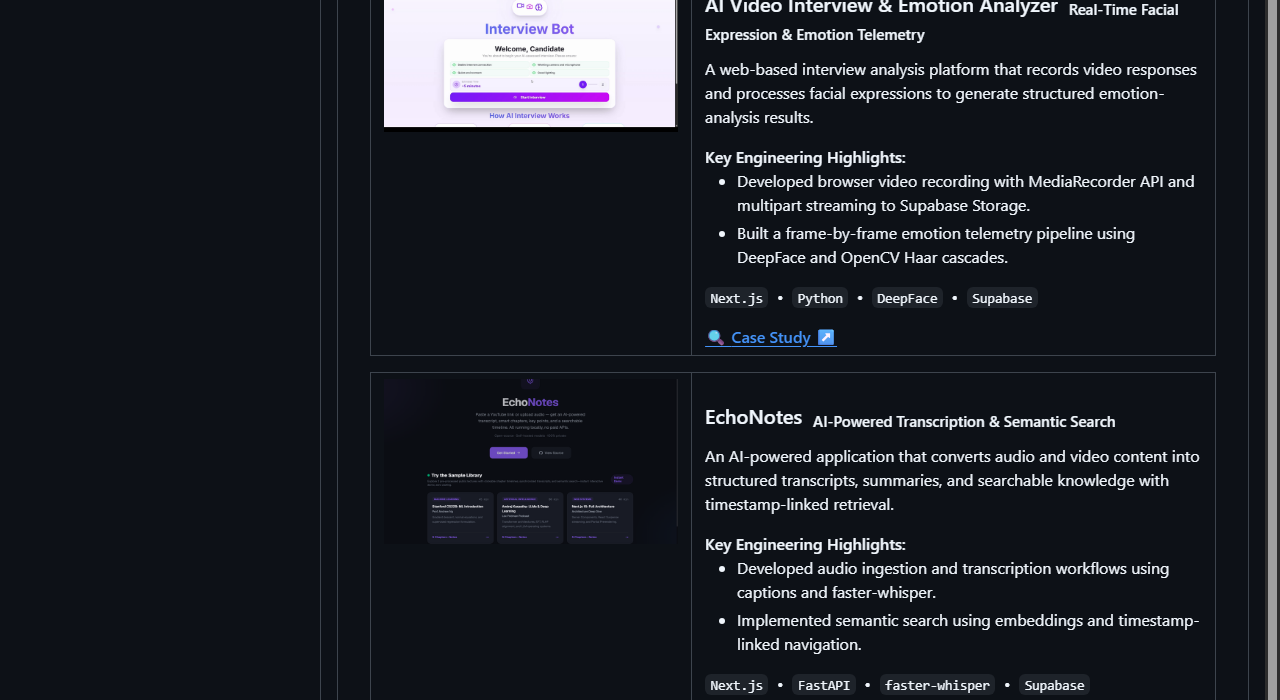 Interview Bot
Welcome, Candidate
Start Interview
How AI Interview Works
AI Video Interview & Emotion Analyzer Real-Time Facial
Expression & Emotion Telemetry
A web-based interview analysis platform that records video responses
and processes facial expressions to generate structured emotion-
analysis results.
Key Engineering Highlights:
• Developed browser video recording with MediaRecorder API and
multipart streaming to Supabase Storage.
• Built a frame-by-frame emotion telemetry pipeline using
DeepFace and OpenCV Haar cascades.
Next.js • Python • DeepFace • Supabase
🔍 Case Study ↗️
EchoNotes
Try the Sample Library
EchoNotes AI-Powered Transcription & Semantic Search
An AI-powered application that converts audio and video content into
structured transcripts, summaries, and searchable knowledge with
timestamp-linked retrieval.
Key Engineering Highlights:
• Developed audio ingestion and transcription workflows using
captions and faster-whisper.
• Implemented semantic search using embeddings and timestamp-
linked navigation.
Next.js • FastAPI • faster-whisper • Supabase